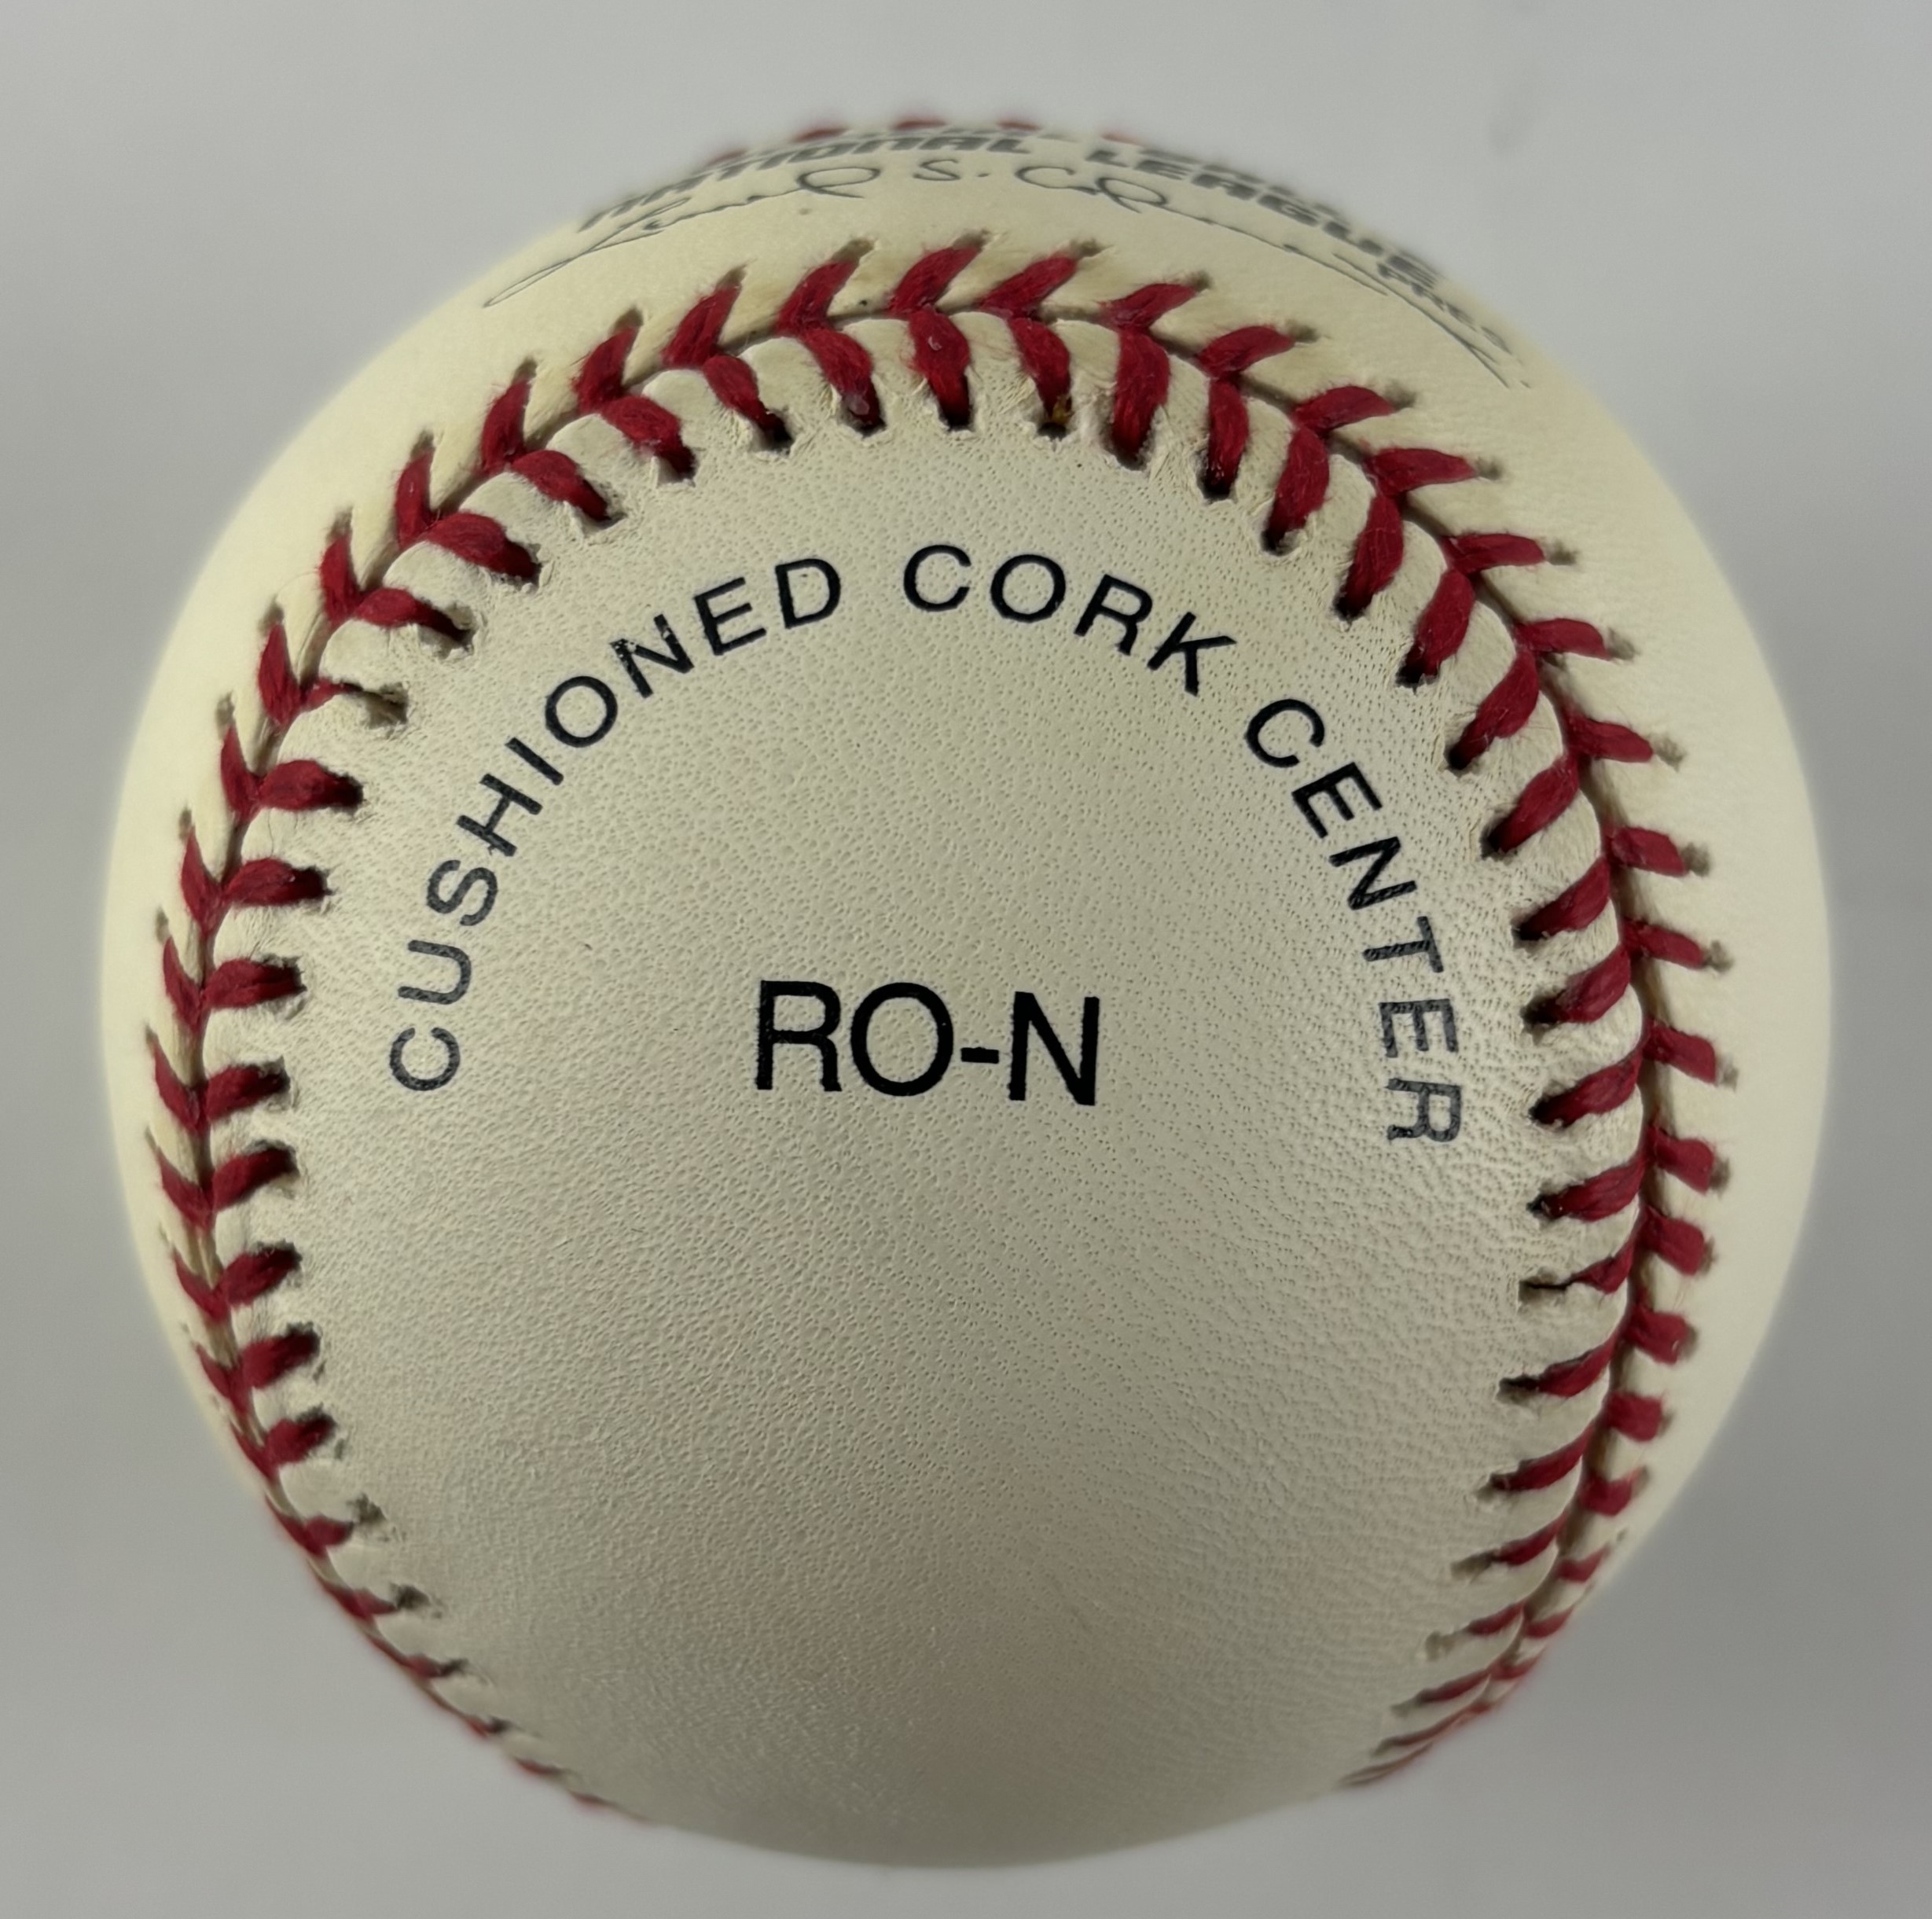 NATIONAL LEAGUE
CUSHIONED CORK CENTER
RO-N